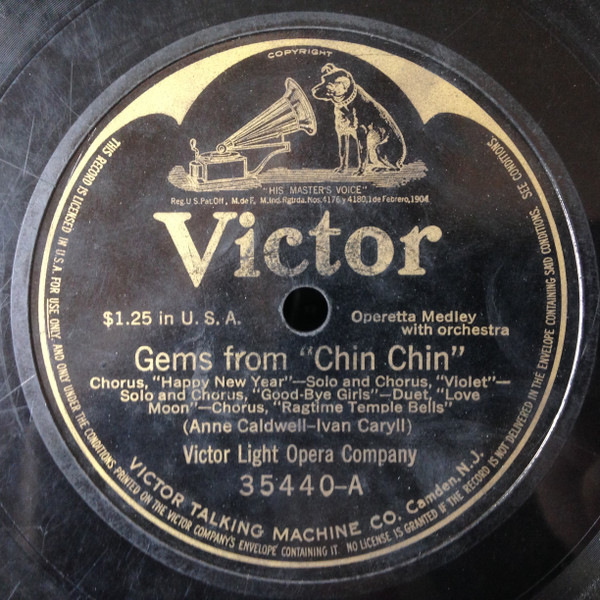 COPYRIGHT
"HIS MASTER'S VOICE"
Reg. U.S. Pat. Off., M. de F., M. Ind. Rgtrda. Nos. 4176 y 4180, 1 de Febrero, 1904
Victor
$1.25 in U. S. A.
Operetta Medley
with orchestra
Gems from "Chin Chin"
Chorus, "Happy New Year"—Solo and Chorus, "Violet"—
Solo and Chorus, "Good-Bye Girls"—Duet, "Love
Moon"—Chorus, "Ragtime Temple Bells"
(Anne Caldwell–Ivan Caryll)
Victor Light Opera Company
35440-A
VICTOR TALKING MACHINE CO. Camden, N.J.
THIS RECORD IS LICENSED IN U.S.A. FOR USE ONLY, AND ONLY UNDER THE CONDITIONS PRINTED ON THE VICTOR COMPANY'S ENVELOPE CONTAINING IT. NO LICENSE IS GRANTED IF THE RECORD IS NOT DELIVERED IN THE ENVELOPE CONTAINING SAID CONDITIONS. SEE CONDITIONS.